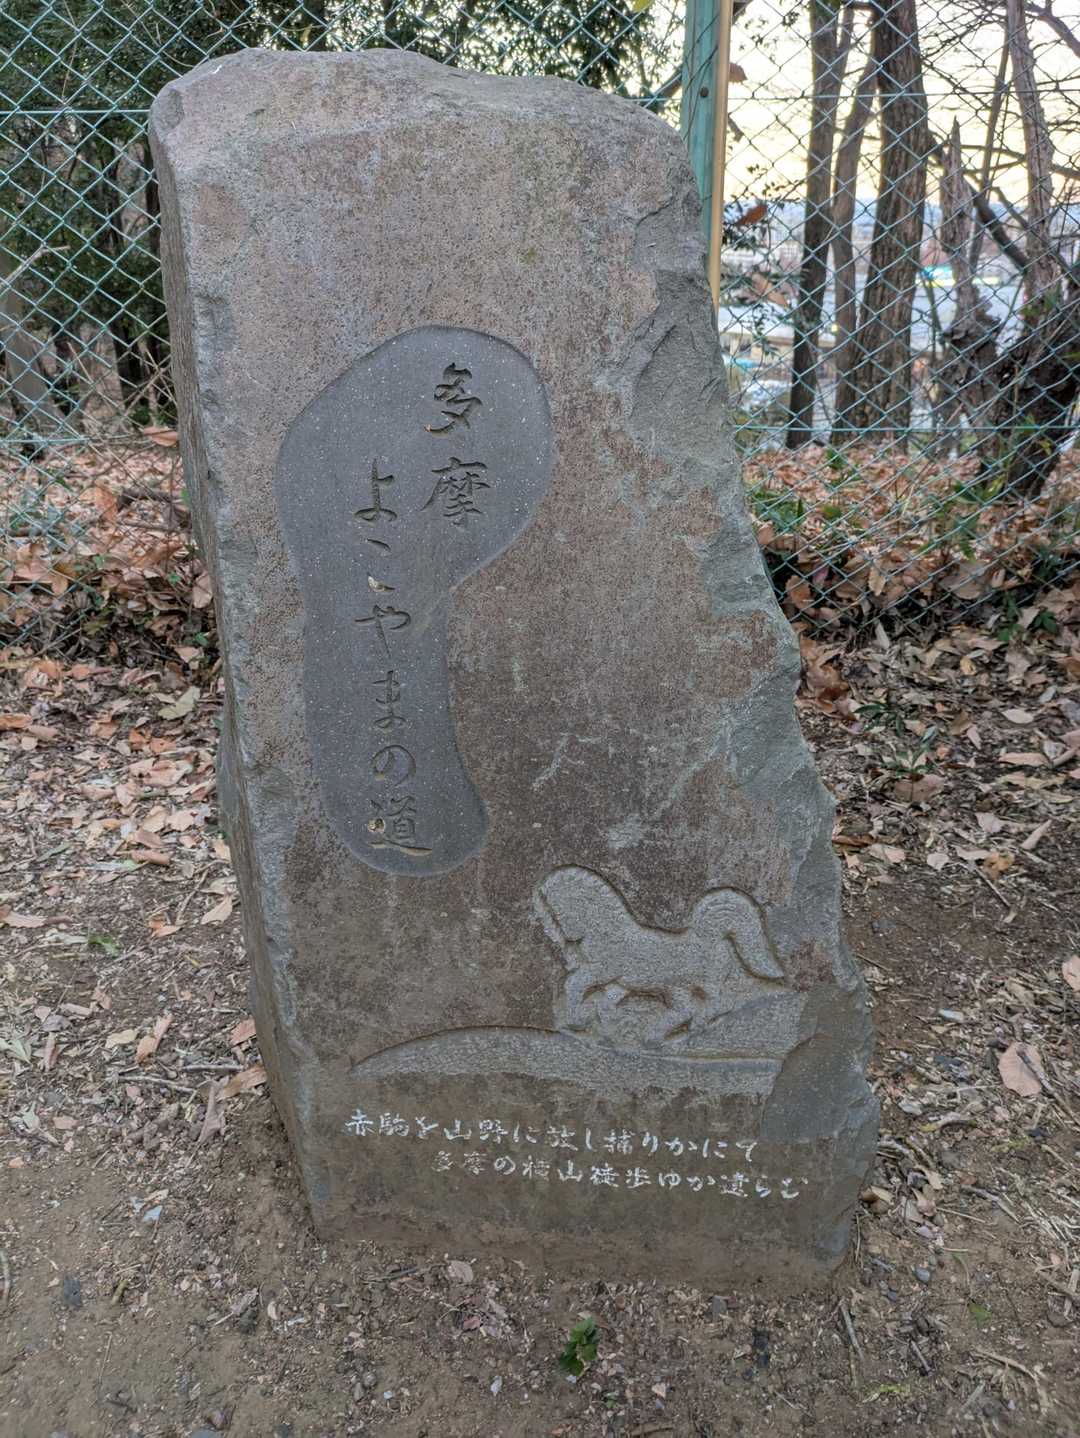 多摩
よこやまの道
赤駒を山野に放し捕りかにて
多摩の横山徒歩ゆか遣らむ